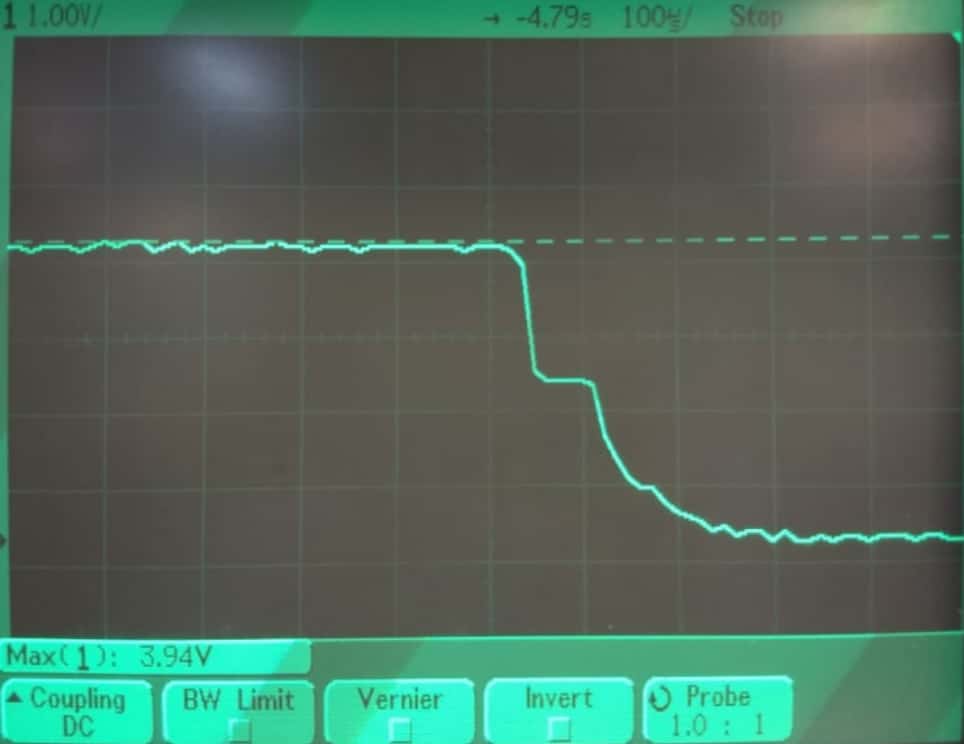 1 1.00V/ → -4.79s 100㎳/ Stop
Max(1): 3.94V
Coupling BW Limit Vernier Invert Probe
DC 1.0 : 1